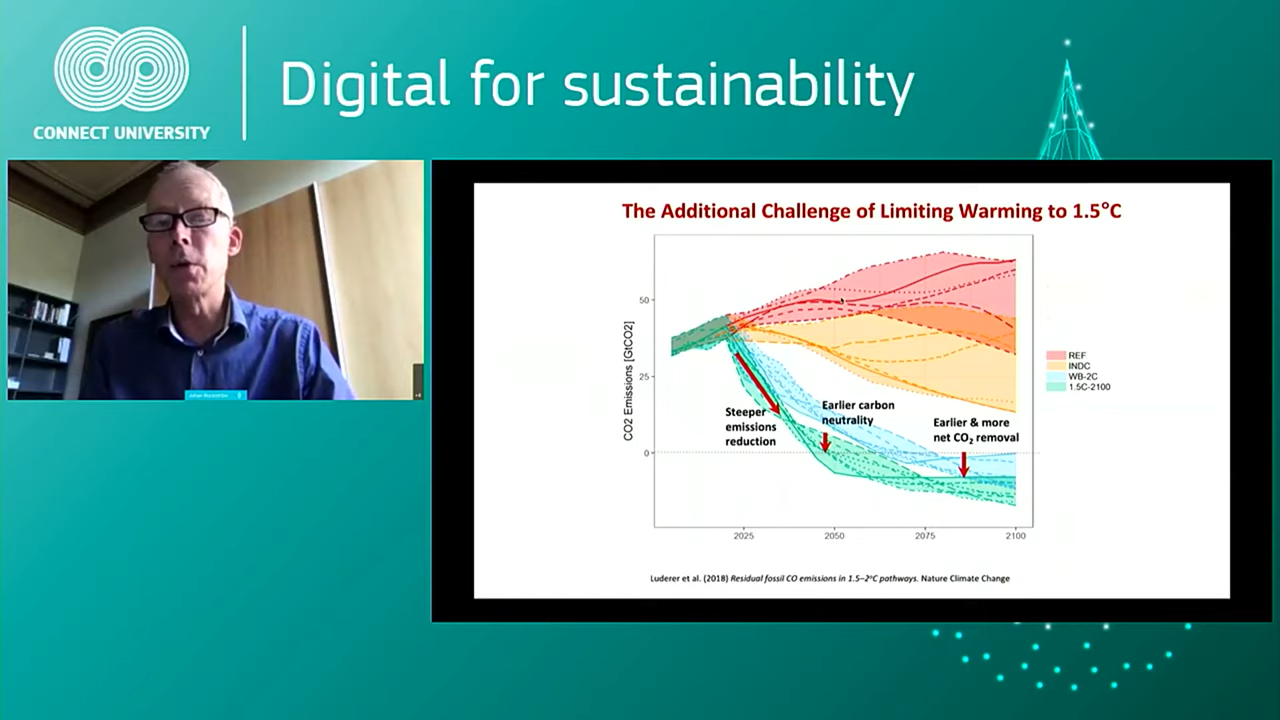 CONNECT UNIVERSITY
Digital for sustainability
The Additional Challenge of Limiting Warming to 1.5°C
CO2 Emissions [GtCO2]
50
25
0
2025
2050
2075
2100
Steeper
emissions
reduction
Earlier carbon
neutrality
Earlier & more
net CO₂ removal
REF
INDC
WB-2C
1.5C-2100
Luderer et al. (2018) Residual fossil CO emissions in 1.5–2°C pathways. Nature Climate Change